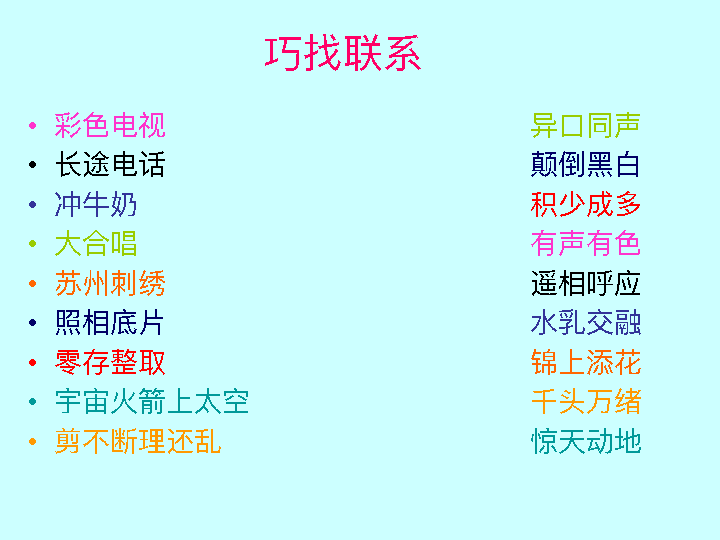 巧找联系
• 彩色电视 异口同声
• 长途电话 颠倒黑白
• 冲牛奶 积少成多
• 大合唱 有声有色
• 苏州刺绣 遥相呼应
• 照相底片 水乳交融
• 零存整取 锦上添花
• 宇宙火箭上太空 千头万绪
• 剪不断理还乱 惊天动地